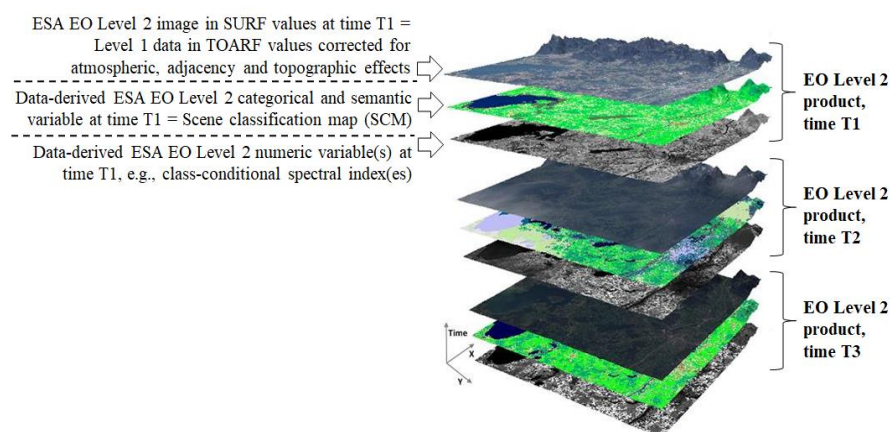 ESA EO Level 2 image in SURF values at time T1 =
Level 1 data in TOARF values corrected for
atmospheric, adjacency and topographic effects
Data-derived ESA EO Level 2 categorical and semantic
variable at time T1 = Scene classification map (SCM)
Data-derived ESA EO Level 2 numeric variable(s) at
time T1, e.g., class-conditional spectral index(es)
EO Level 2
product,
time T1
EO Level 2
product,
time T2
EO Level 2
product,
time T3
Time
X
Y